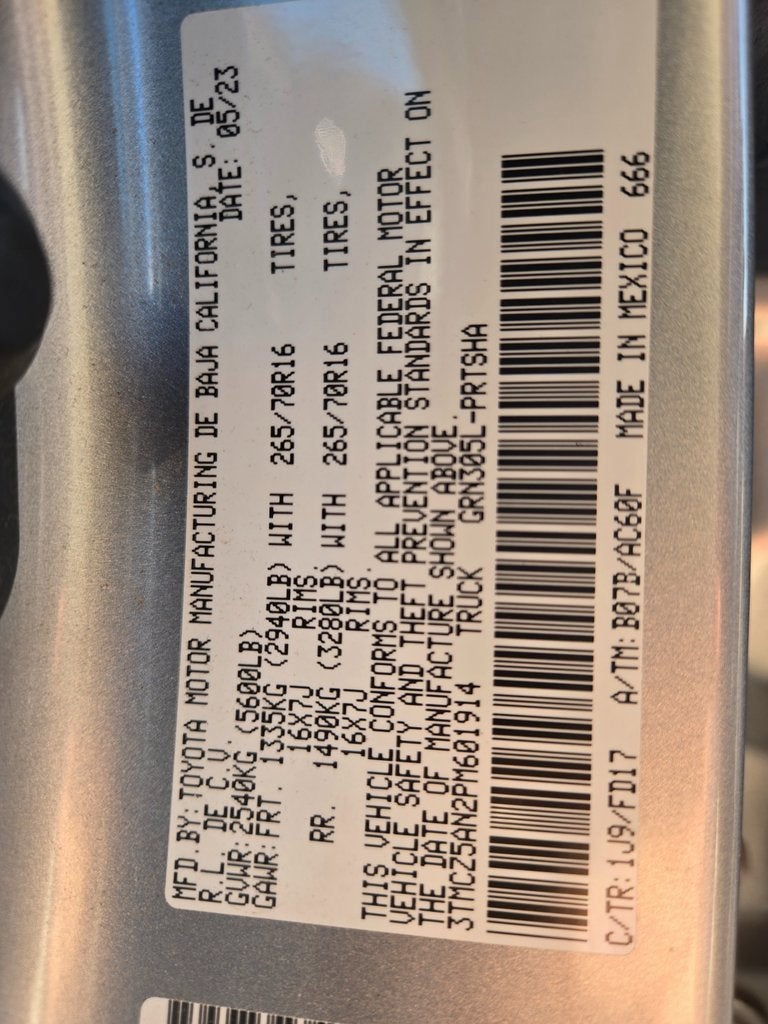 MFD.BY:TOYOTA MOTOR MANUFACTURING DE BAJA CALIFORNIA, S. DE
R.L. DE C.V. DATE: 05/23
GVWR:2540KG (5600LB)
GAWR:FRT. 1335KG (2940LB) WITH 265/70R16 TIRES,
16X7J RIMS.
RR. 1490KG (3280LB) WITH 265/70R16 TIRES,
16X7J RIMS.
THIS VEHICLE CONFORMS TO ALL APPLICABLE FEDERAL MOTOR
VEHICLE SAFETY AND THEFT PREVENTION STANDARDS IN EFFECT ON
THE DATE OF MANUFACTURE SHOWN ABOVE.
3TMCZ5AN2PM601914 TRUCK GRN305L-PRTSHA
C/TR:1J9/FD17 A/TM:B07B/AC60F MADE IN MEXICO 666